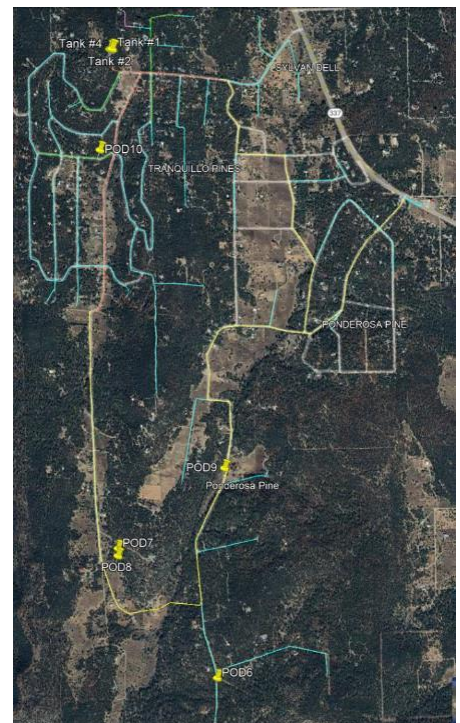 Tank #4 Tank #1
Tank #2
SYLVAN DELL
337
POD10
TRANQUILLO PINES
PONDEROSA PINE
POD9
Ponderosa Pine
POD7
POD8
POD6